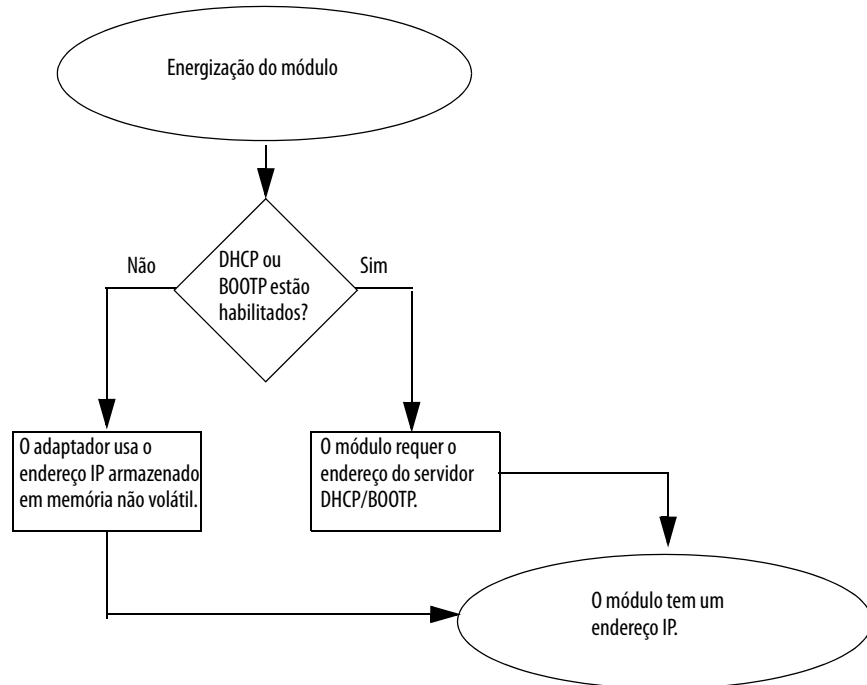 Energização do módulo
DHCP ou
BOOTP estão
habilitados?
Não
Sim
O adaptador usa o
endereço IP armazenado
em memória não volátil.
O módulo requer o
endereço do servidor
DHCP/BOOTP.
O módulo tem um
endereço IP.